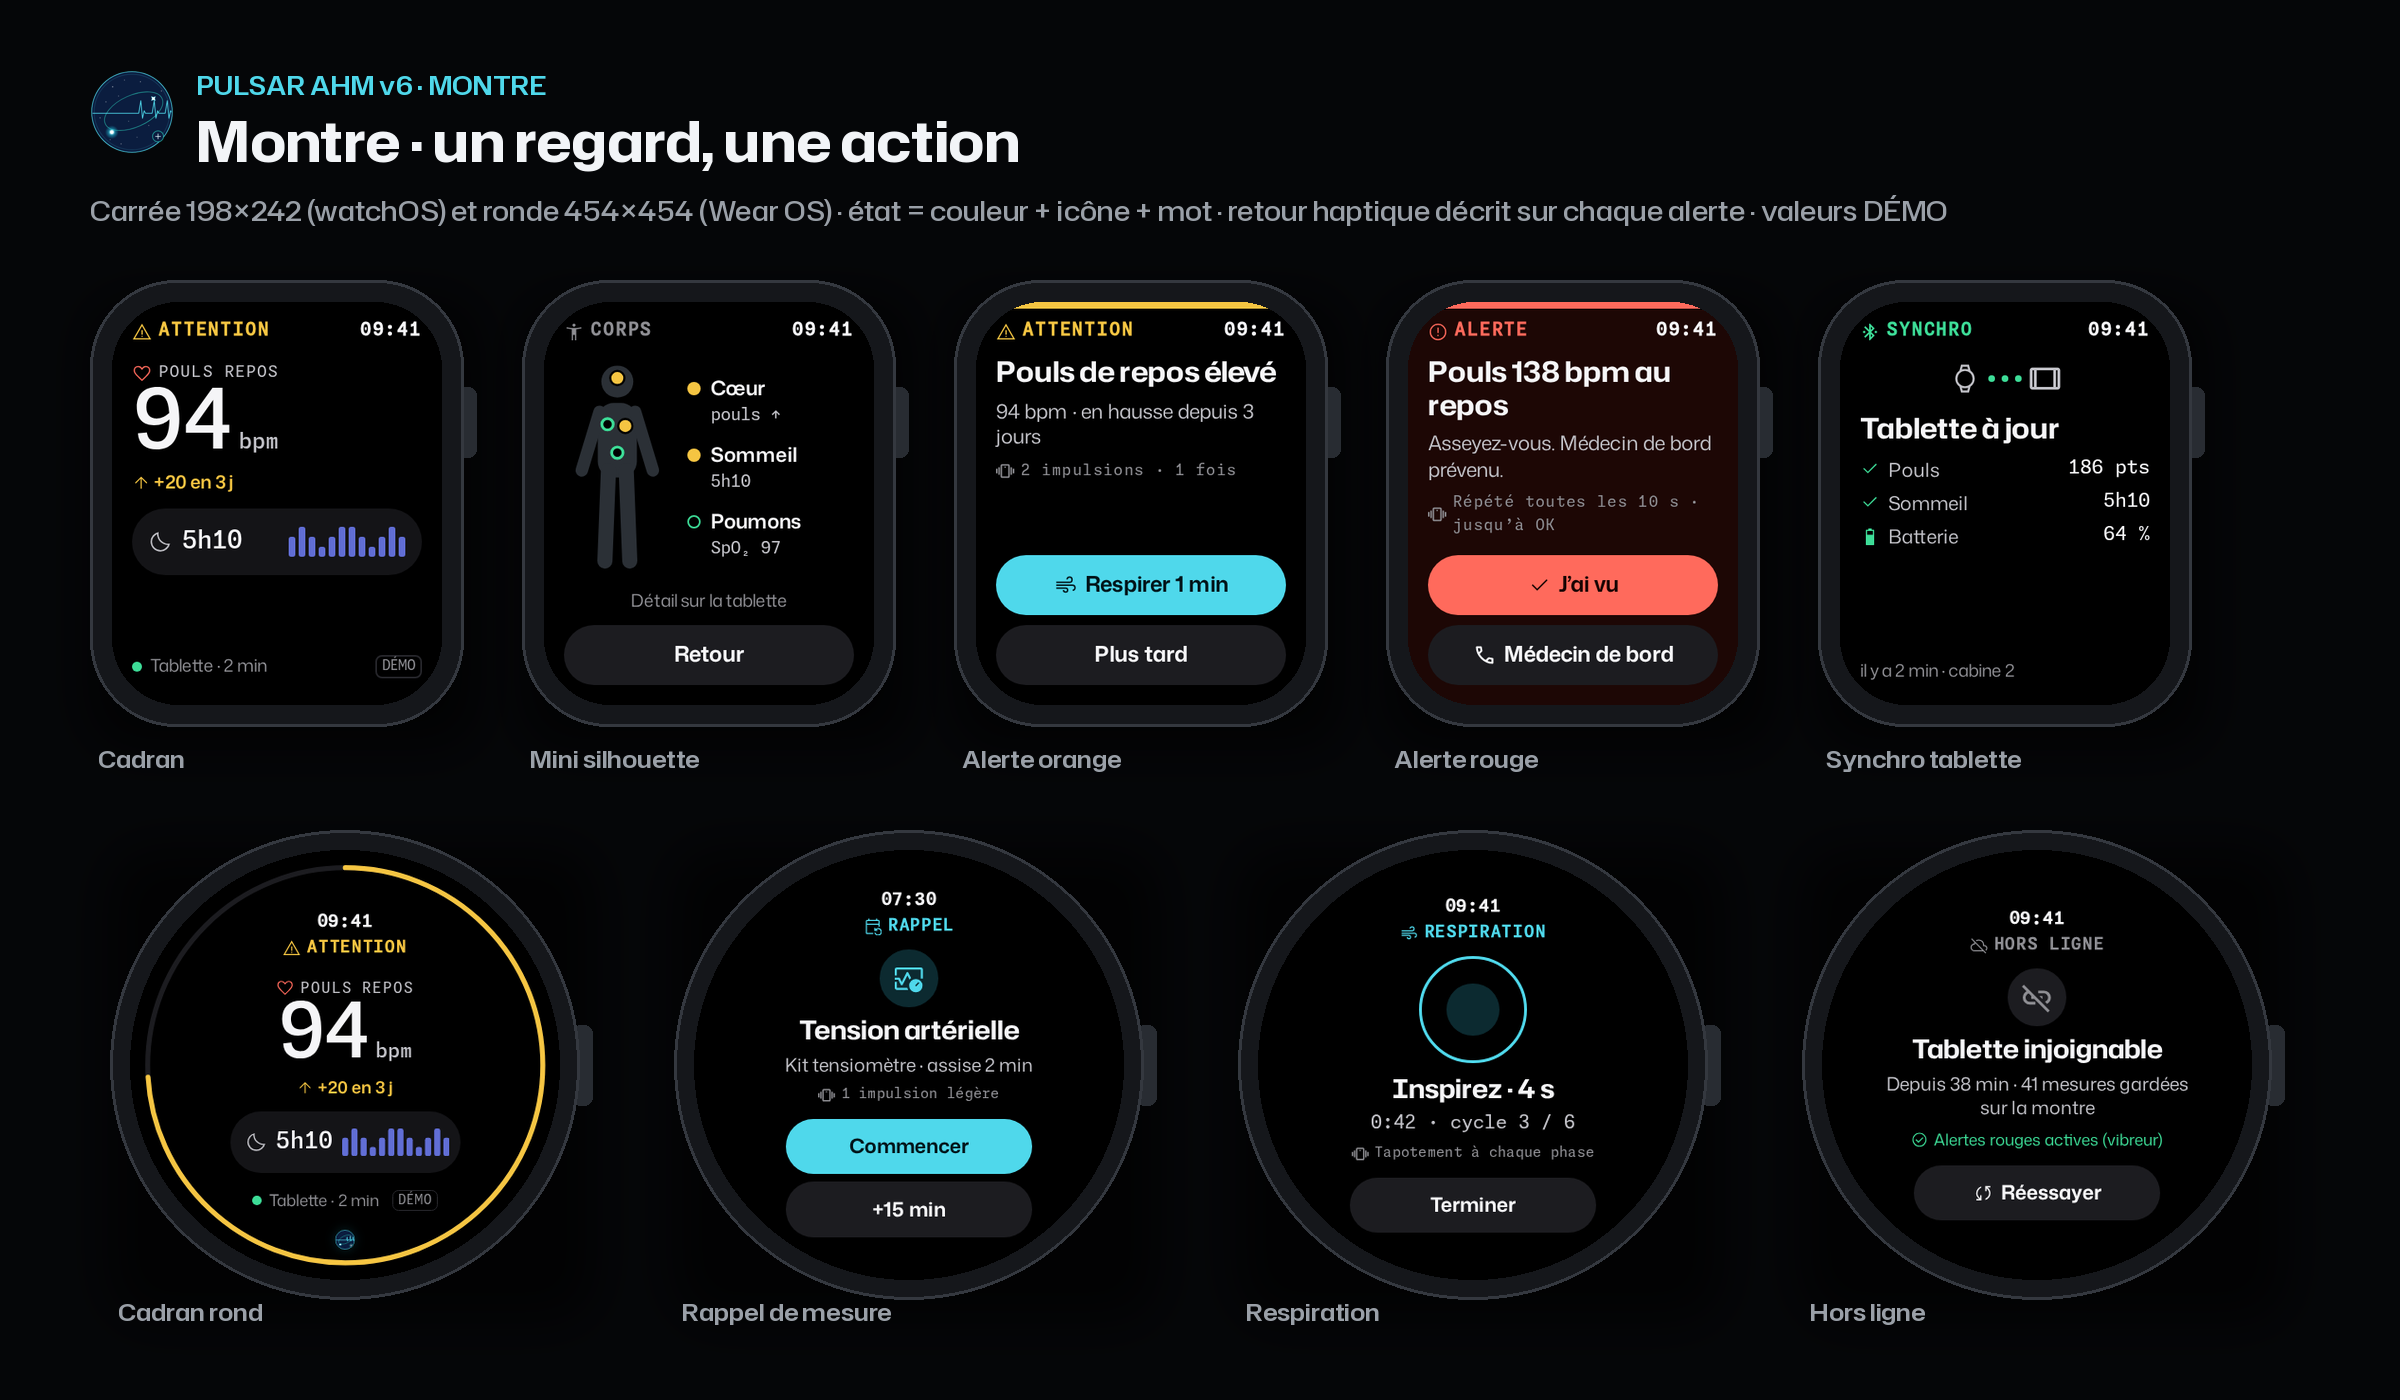 PULSAR AHM v6 · MONTRE
Montre · un regard, une action
Carrée 198×242 (watchOS) et ronde 454×454 (Wear OS) · état = couleur + icône + mot · retour haptique décrit sur chaque alerte · valeurs DÉMO
ATTENTION 09:41
POULS REPOS
94 bpm
↑ +20 en 3 j
5h10
Tablette · 2 min DÉMO
Cadran
CORPS 09:41
Cœur
pouls ↑
Sommeil
5h10
Poumons
SpO₂ 97
Détail sur la tablette
Retour
Mini silhouette
ATTENTION 09:41
Pouls de repos élevé
94 bpm · en hausse depuis 3
jours
2 impulsions · 1 fois
Respirer 1 min
Plus tard
Alerte orange
ALERTE 09:41
Pouls 138 bpm au
repos
Asseyez-vous. Médecin de bord
prévenu.
Répété toutes les 10 s ·
jusqu’à OK
J’ai vu
Médecin de bord
Alerte rouge
SYNCHRO 09:41
Tablette à jour
Pouls 186 pts
Sommeil 5h10
Batterie 64 %
il y a 2 min · cabine 2
Synchro tablette
09:41
ATTENTION
POULS REPOS
94 bpm
↑ +20 en 3 j
5h10
Tablette · 2 min DÉMO
Cadran rond
07:30
RAPPEL
Tension artérielle
Kit tensiomètre · assise 2 min
1 impulsion légère
Commencer
+15 min
Rappel de mesure
09:41
RESPIRATION
Inspirez · 4 s
0:42 · cycle 3 / 6
Tapotement à chaque phase
Terminer
Respiration
09:41
HORS LIGNE
Tablette injoignable
Depuis 38 min · 41 mesures gardées
sur la montre
Alertes rouges actives (vibreur)
Réessayer
Hors ligne